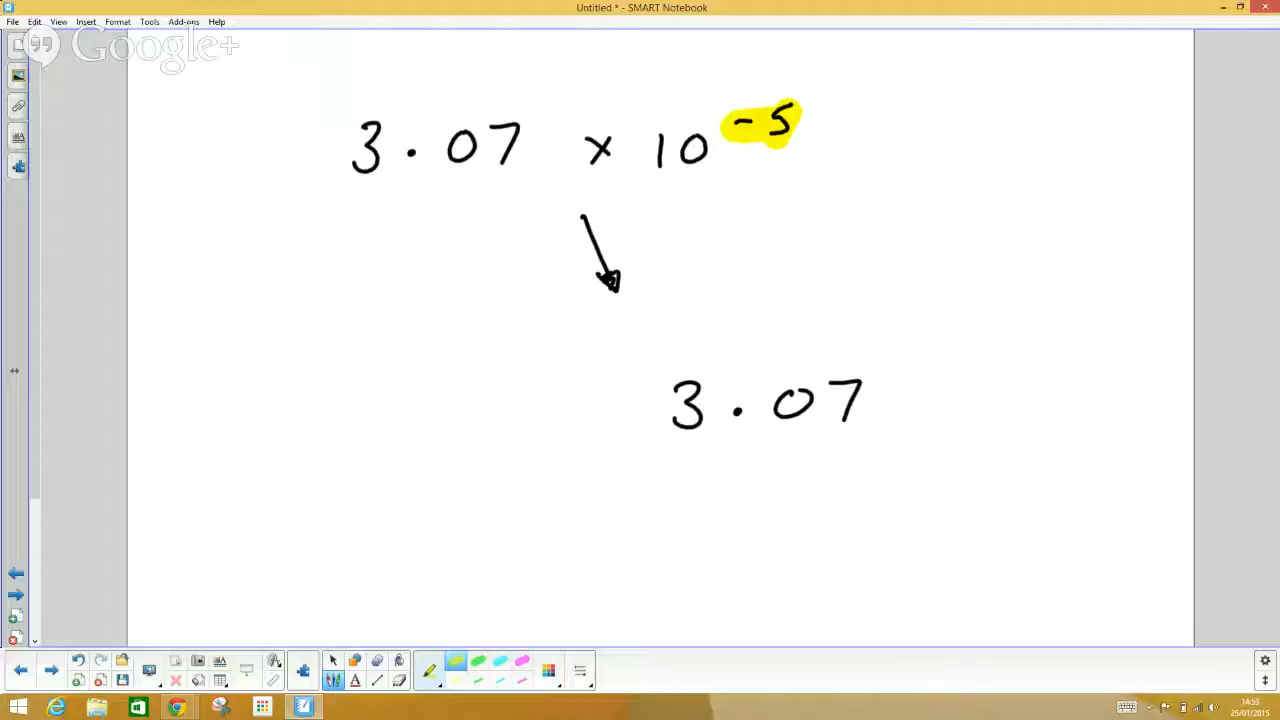 Untitled * - SMART Notebook
File Edit View Insert Format Tools Add-ons Help
Google+
3.07 x 10⁻⁵
3.07
14:53
25/01/2015